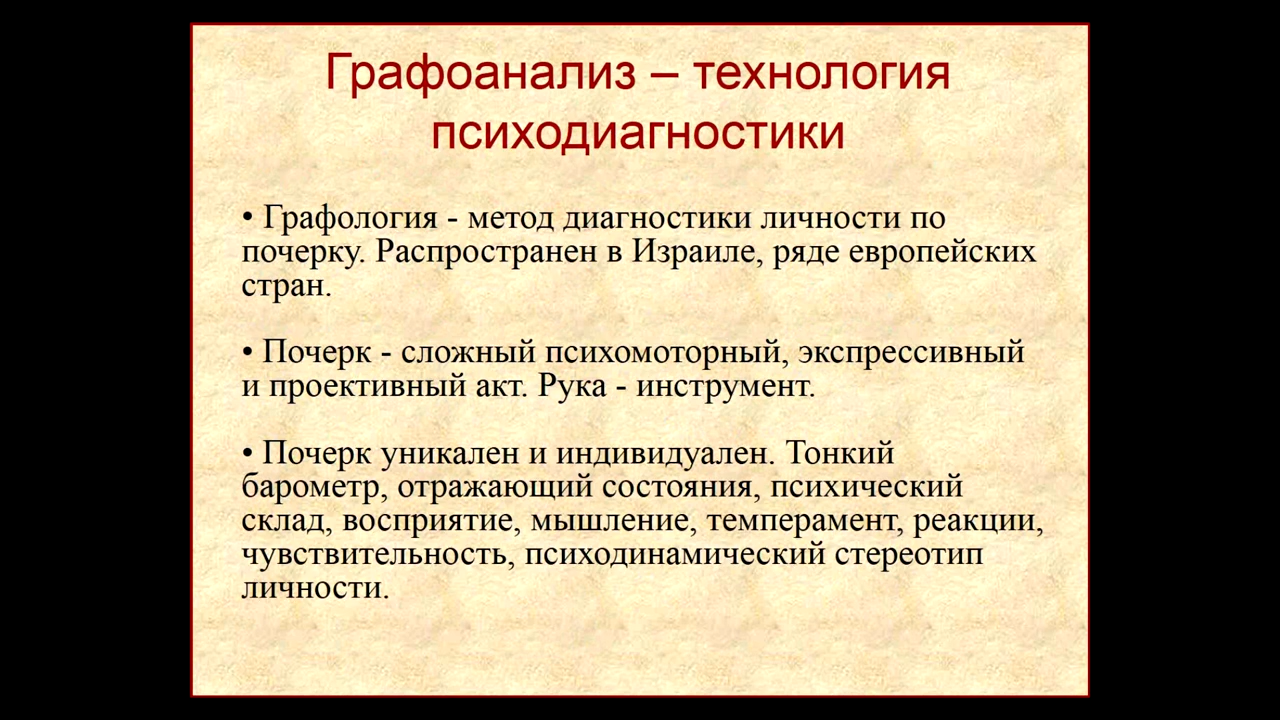 Графоанализ – технология
психодиагностики
• Графология - метод диагностики личности по
почерку. Распространен в Израиле, ряде европейских
стран.
• Почерк - сложный психомоторный, экспрессивный
и проективный акт. Рука - инструмент.
• Почерк уникален и индивидуален. Тонкий
барометр, отражающий состояния, психический
склад, восприятие, мышление, темперамент, реакции,
чувствительность, психодинамический стереотип
личности.